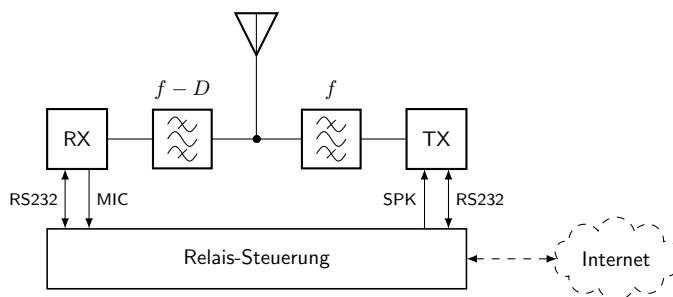 f − D
f
RX
TX
RS232
MIC
SPK
RS232
Relais-Steuerung
Internet